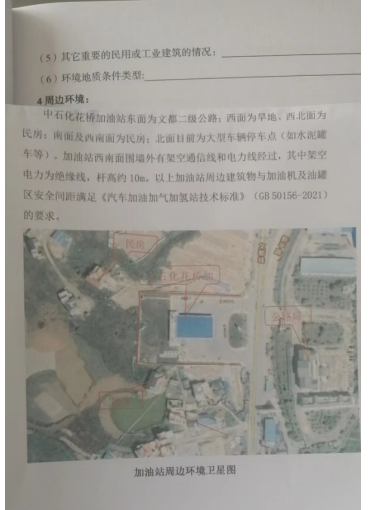 （5）其它重要的民用或工业建筑的情况：
（6）环境地质条件类型:
4 周边环境：
中石化花桥加油站东面为文都二级公路；西面为旱地、西北面为
民房；南面及西南面为民房；北面目前为大型车辆停车点（如水泥罐
车等）。加油站西南面围墙外有架空通信线和电力线经过，其中架空
电力为绝缘线，杆高约 10m，以上加油站周边建筑物与加油机及油罐
区安全间距满足《汽车加油加气加氢站技术标准》（GB 50156-2021）
的要求。
民房
石化花桥加
加油站周边环境卫星图